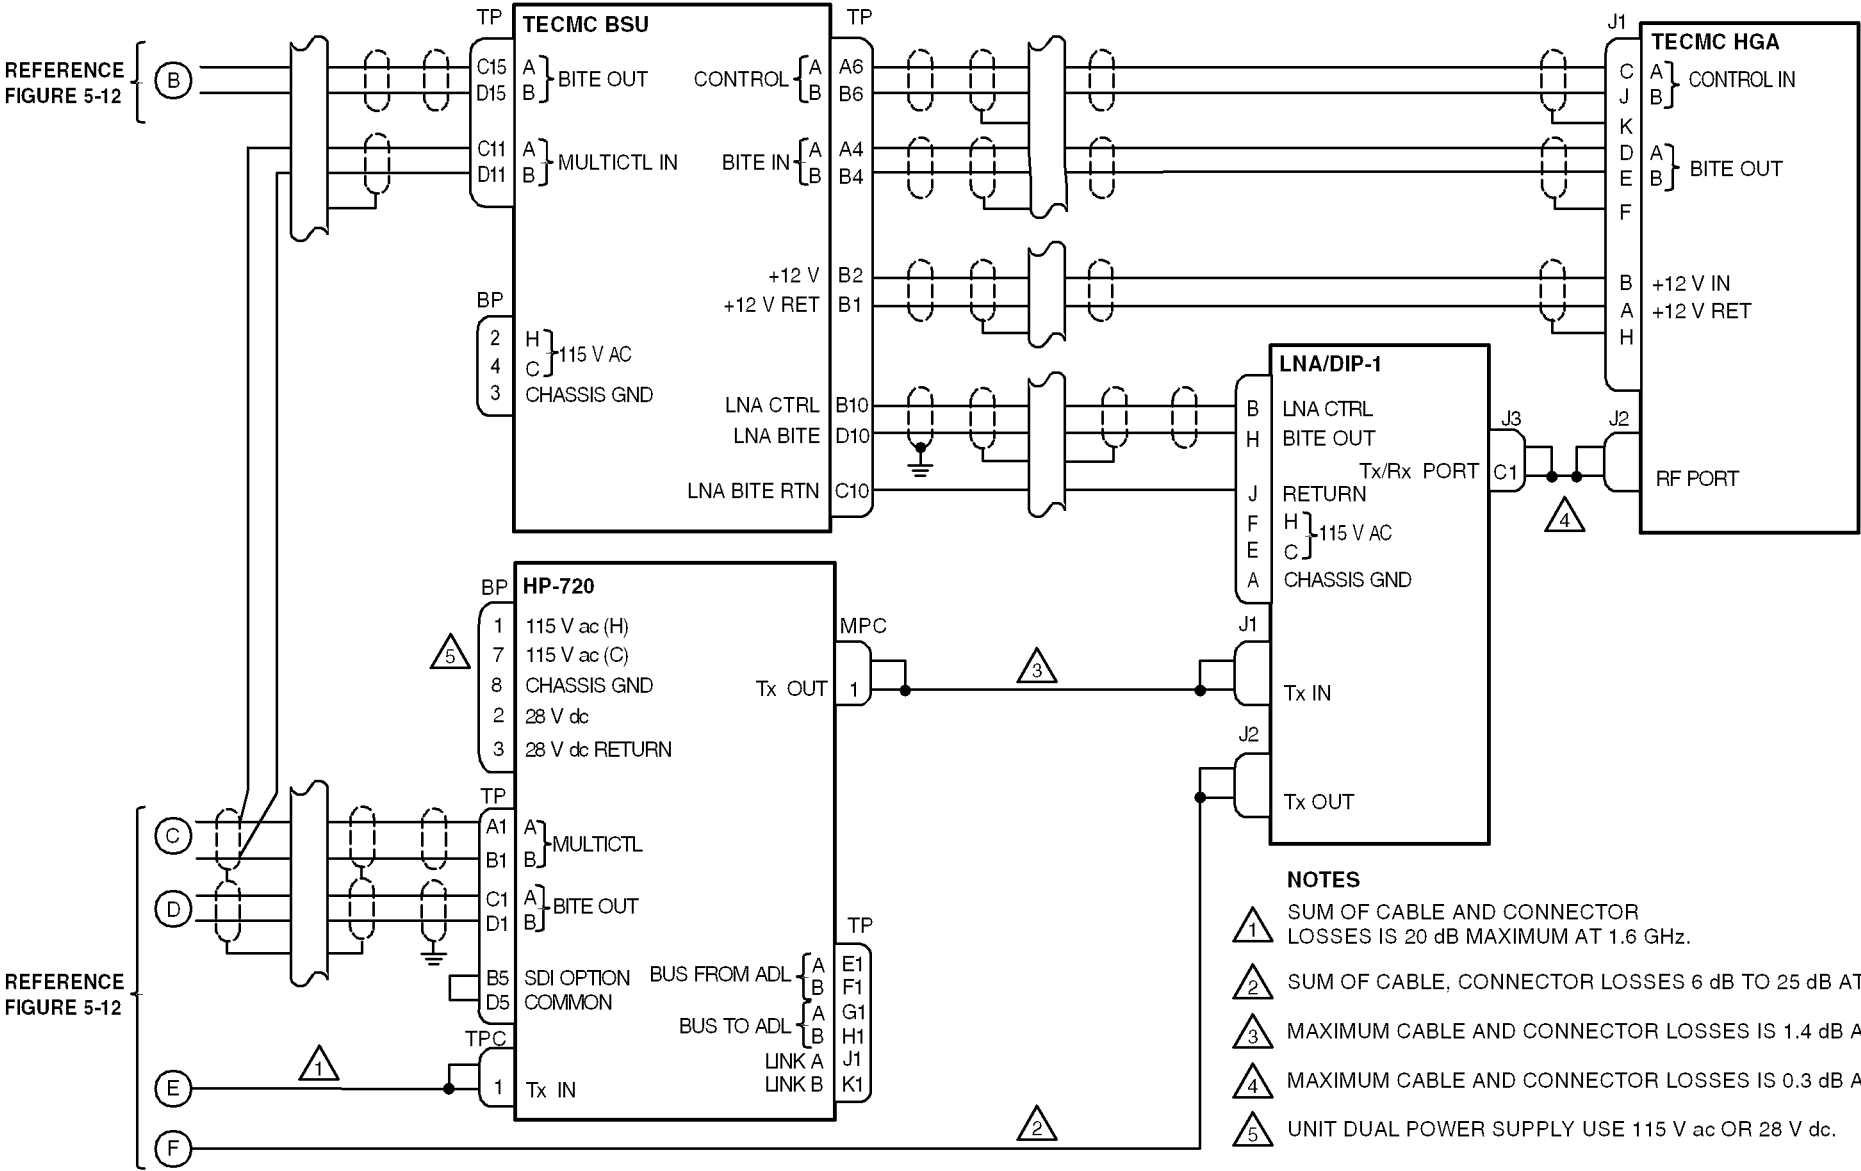 REFERENCE
FIGURE 5-12
B
TP
TECMC BSU
TP
C15 A
D15 B
BITE OUT
C11 A
D11 B
MULTICTL IN
CONTROL
A A6
B B6
BITE IN
A A4
B B4
+12 V B2
+12 V RET B1
BP
2 H
4 C
115 V AC
3 CHASSIS GND
LNA CTRL B10
LNA BITE D10
LNA BITE RTN C10
J1
TECMC HGA
C A
J B
CONTROL IN
K
D A
E B
BITE OUT
F
B +12 V IN
A +12 V RET
H
J2
RF PORT
LNA/DIP-1
B LNA CTRL
H BITE OUT
J3
Tx/Rx PORT C1
4
J RETURN
F H
E C
115 V AC
A CHASSIS GND
J1
Tx IN
J2
Tx OUT
BP
HP-720
5
1 115 V ac (H)
7 115 V ac (C)
8 CHASSIS GND
2 28 V dc
3 28 V dc RETURN
MPC
Tx OUT 1
3
TP
C
A1 A
B1 B
MULTICTL
D
C1 A
D1 B
BITE OUT
B5 SDI OPTION
D5 COMMON
TP
BUS FROM ADL
A E1
B F1
BUS TO ADL
A G1
B H1
LINK A J1
LINK B K1
REFERENCE
FIGURE 5-12
TPC
E
1
1 Tx IN
F
2
NOTES
1 SUM OF CABLE AND CONNECTOR
LOSSES IS 20 dB MAXIMUM AT 1.6 GHz.
2 SUM OF CABLE, CONNECTOR LOSSES 6 dB TO 25 dB AT
3 MAXIMUM CABLE AND CONNECTOR LOSSES IS 1.4 dB A
4 MAXIMUM CABLE AND CONNECTOR LOSSES IS 0.3 dB A
5 UNIT DUAL POWER SUPPLY USE 115 V ac OR 28 V dc.